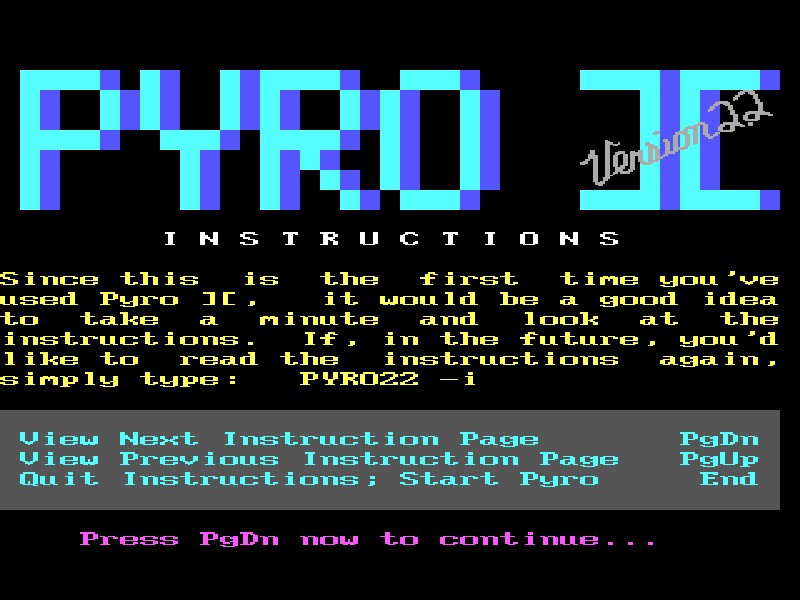 PYRO ][
Version 2.2
I N S T R U C T I O N S
Since this is the first time you've
used Pyro ][, it would be a good idea
to take a minute and look at the
instructions. If, in the future, you'd
like to read the instructions again,
simply type: PYRO22 -i
View Next Instruction Page PgDn
View Previous Instruction Page PgUp
Quit Instructions; Start Pyro End
Press PgDn now to continue...